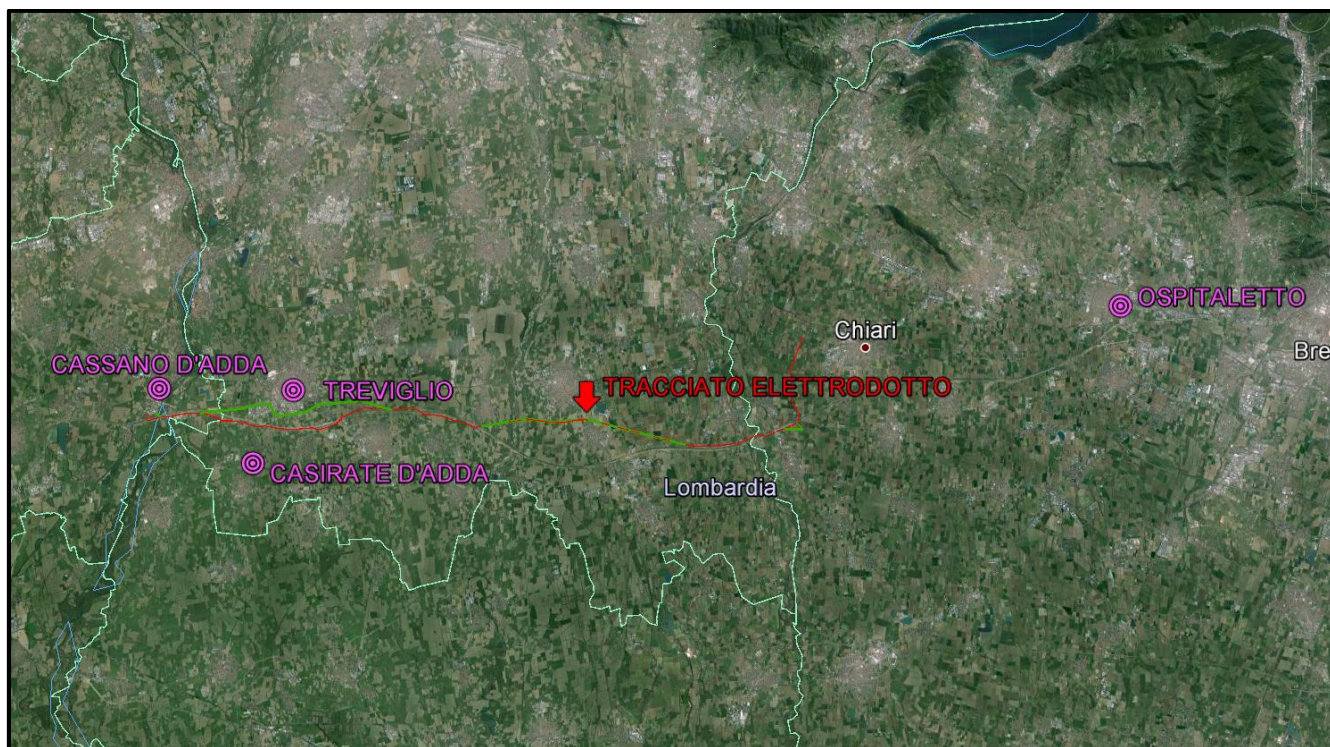 OSPITALETTO
Chiari
Bre
CASSANO D'ADDA
TREVIGLIO
TRACCIATO ELETTRODOTTO
CASIRATE D'ADDA
Lombardia